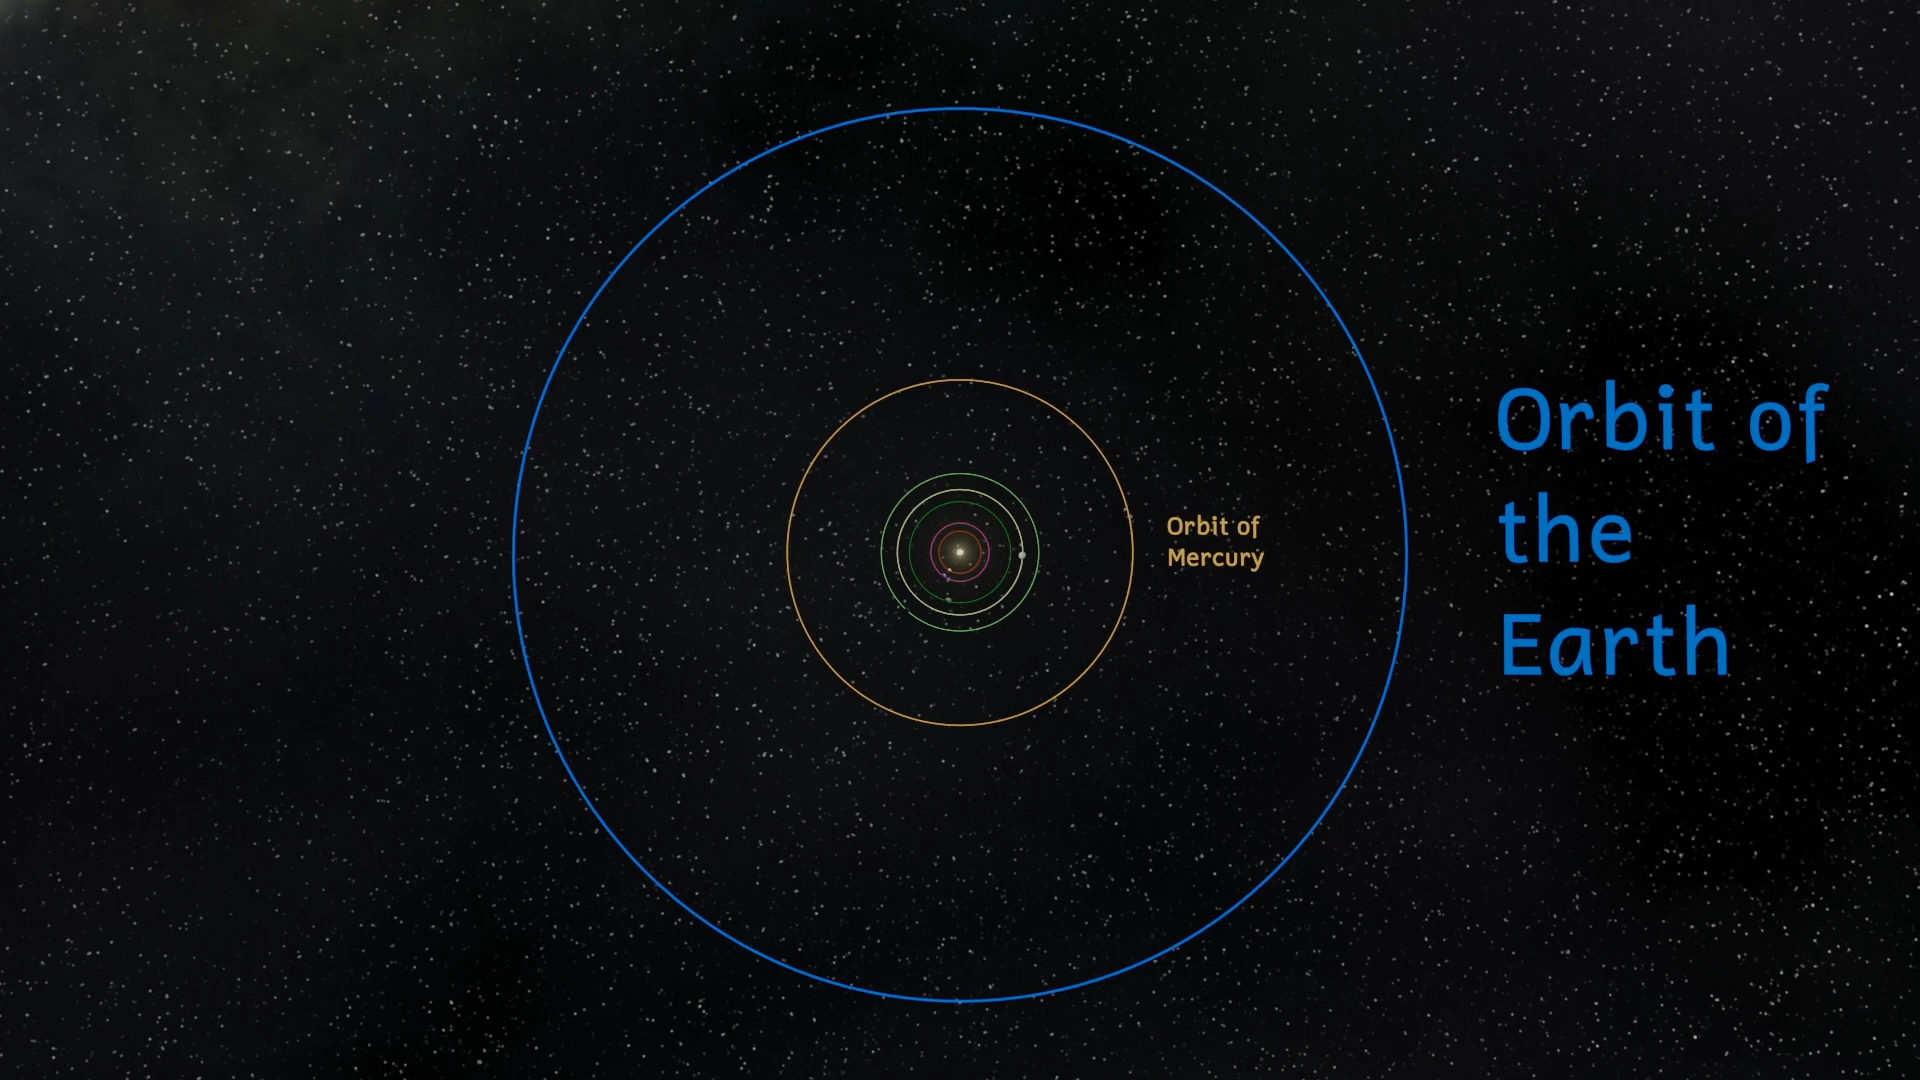 Orbit of
Mercury
Orbit of
the
Earth